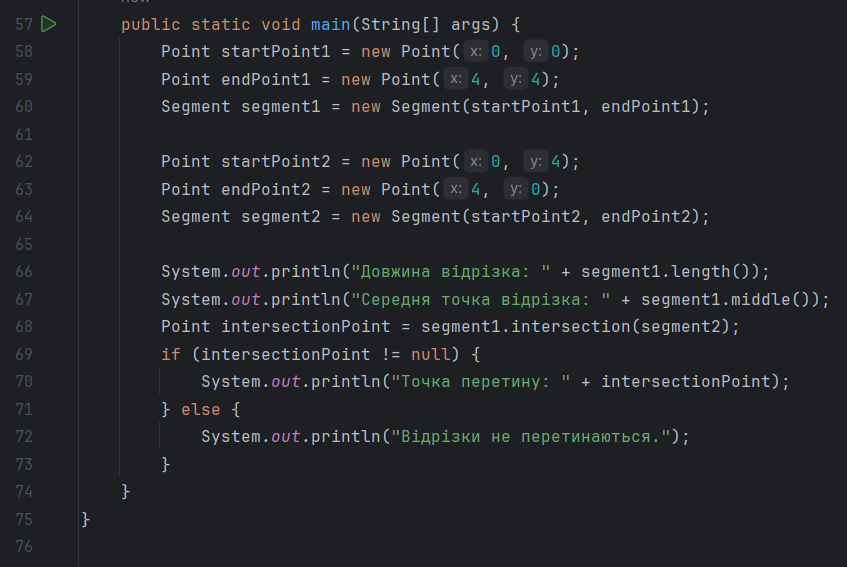 57 public static void main(String[] args) {
58 Point startPoint1 = new Point( x: 0, y: 0);
59 Point endPoint1 = new Point( x: 4, y: 4);
60 Segment segment1 = new Segment(startPoint1, endPoint1);
61
62 Point startPoint2 = new Point( x: 0, y: 4);
63 Point endPoint2 = new Point( x: 4, y: 0);
64 Segment segment2 = new Segment(startPoint2, endPoint2);
65
66 System.out.println("Довжина відрізка: " + segment1.length());
67 System.out.println("Середня точка відрізка: " + segment1.middle());
68 Point intersectionPoint = segment1.intersection(segment2);
69 if (intersectionPoint != null) {
70 System.out.println("Точка перетину: " + intersectionPoint);
71 } else {
72 System.out.println("Відрізки не перетинаються.");
73 }
74 }
75 }
76